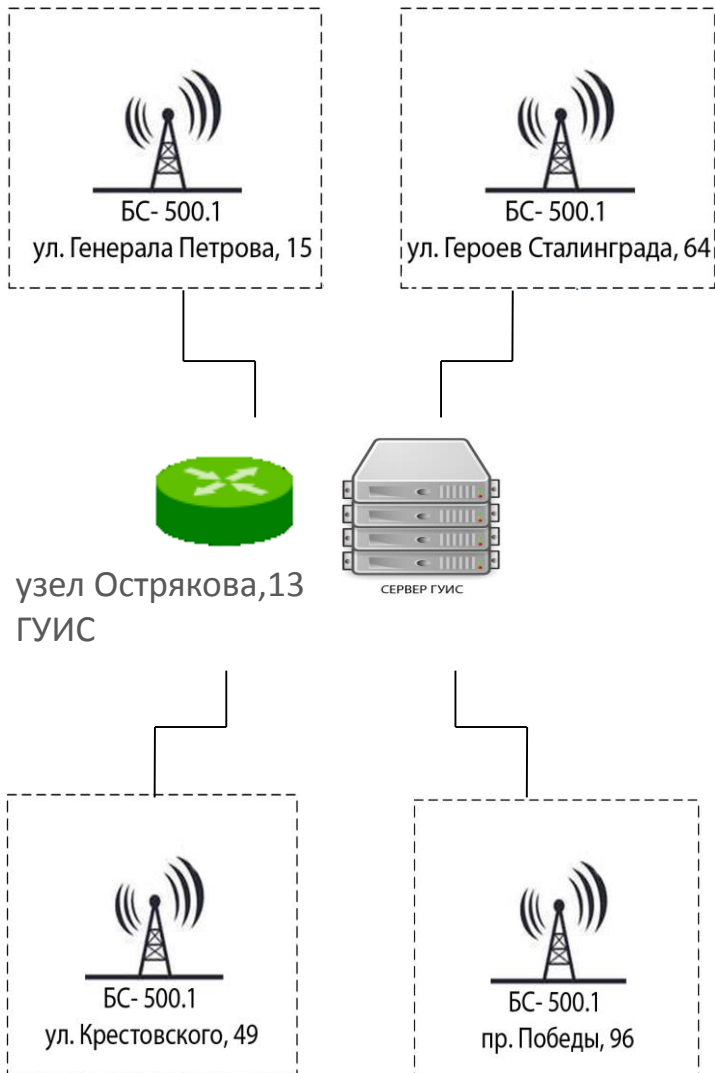 БС- 500.1
ул. Генерала Петрова, 15
БС- 500.1
ул. Героев Сталинграда, 64
узел Острякова,13
ГУИС
СЕРВЕР ГУИС
БС- 500.1
ул. Крестовского, 49
БС- 500.1
пр. Победы, 96